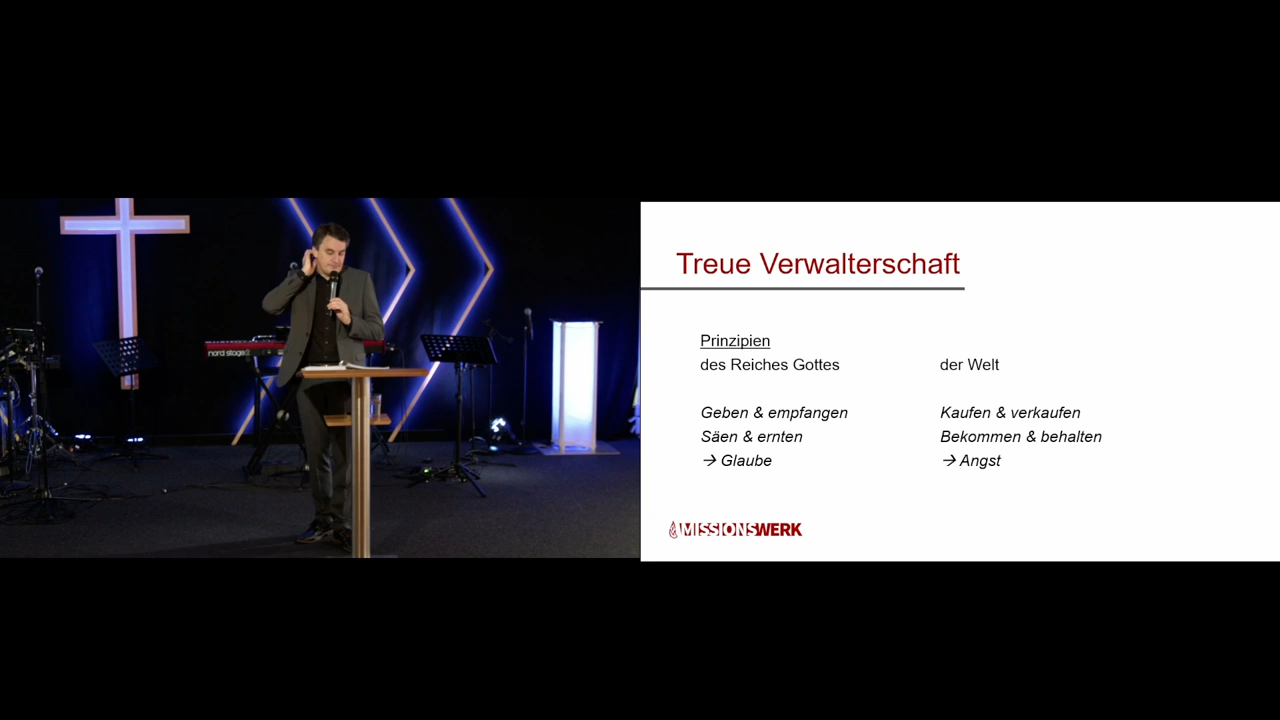 nord stage
Treue Verwalterschaft
Prinzipien
des Reiches Gottes
der Welt
Geben & empfangen
Kaufen & verkaufen
Säen & ernten
Bekommen & behalten
→ Glaube
→ Angst
MISSIONSWERK